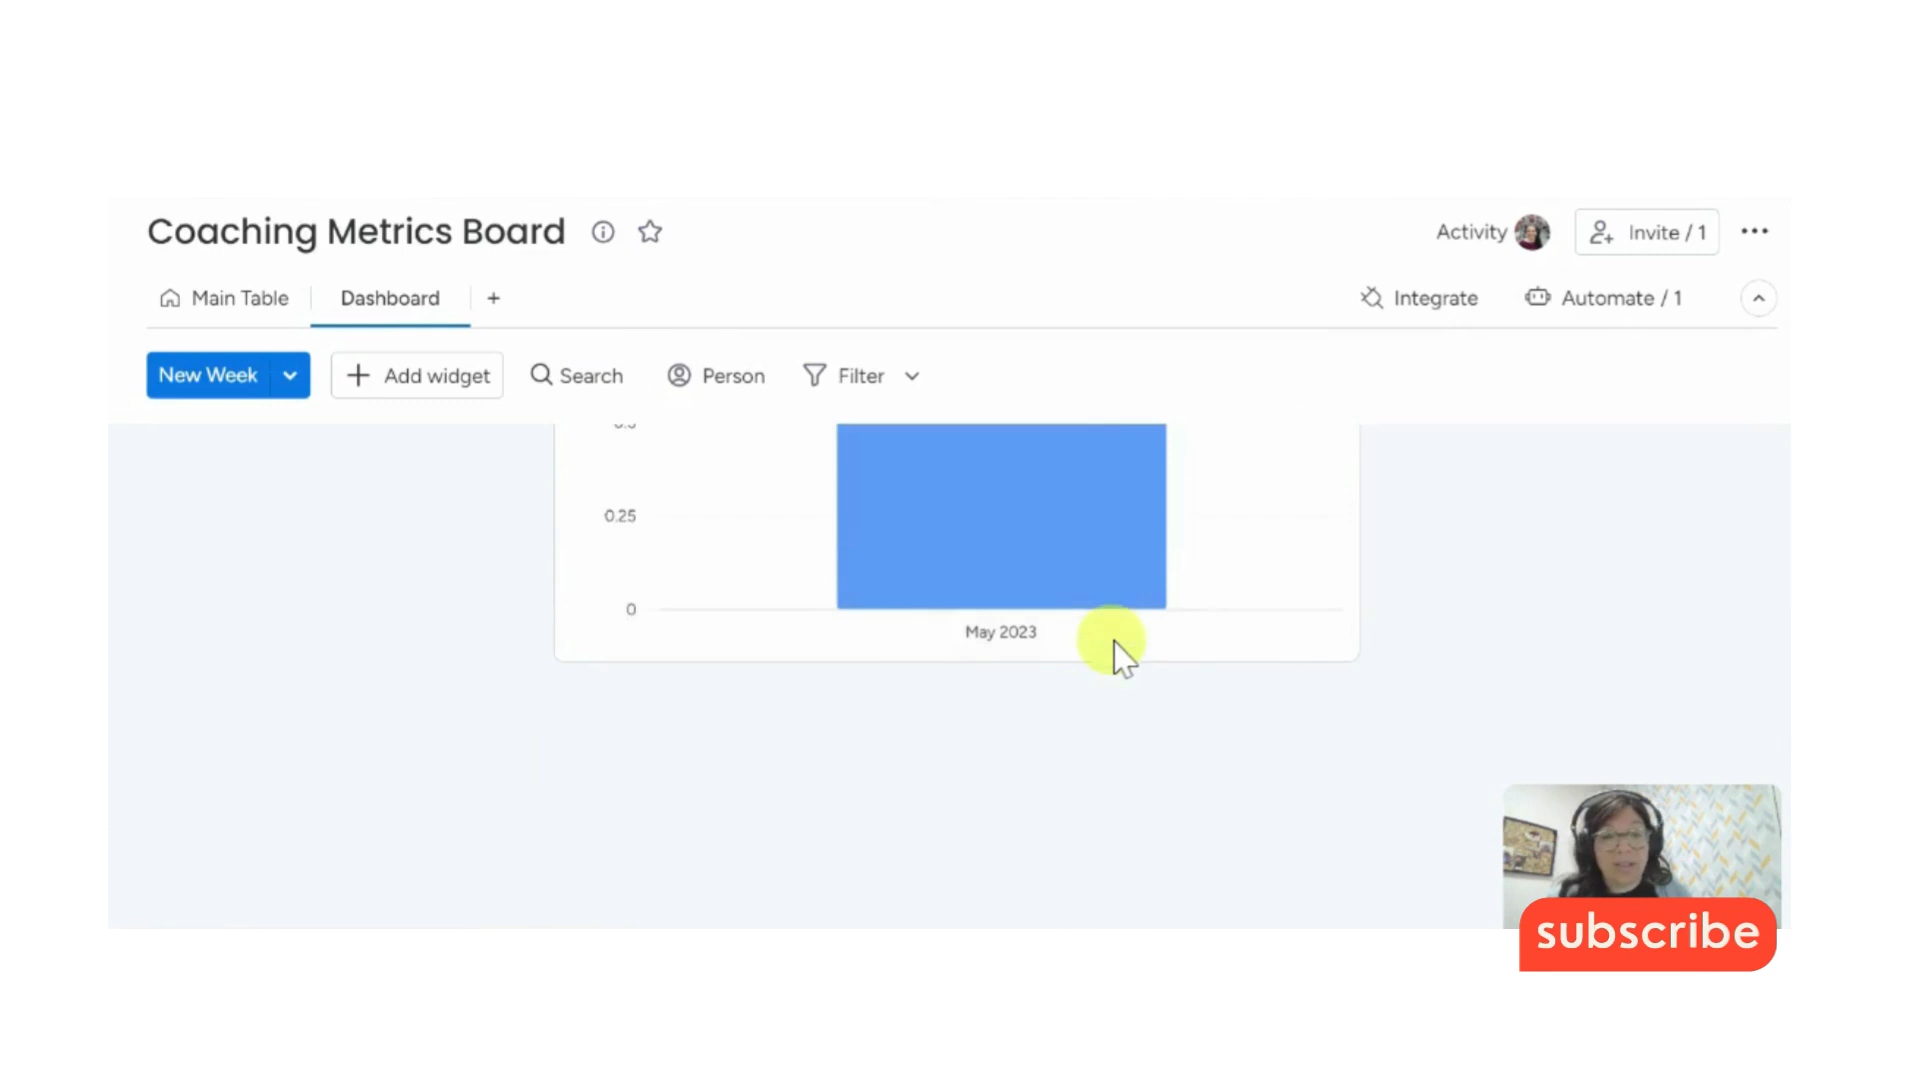 Coaching Metrics Board
Activity
Invite / 1
Main Table
Dashboard
+
Integrate
Automate / 1
New Week
Add widget
Search
Person
Filter
0.25
0
May 2023
subscribe